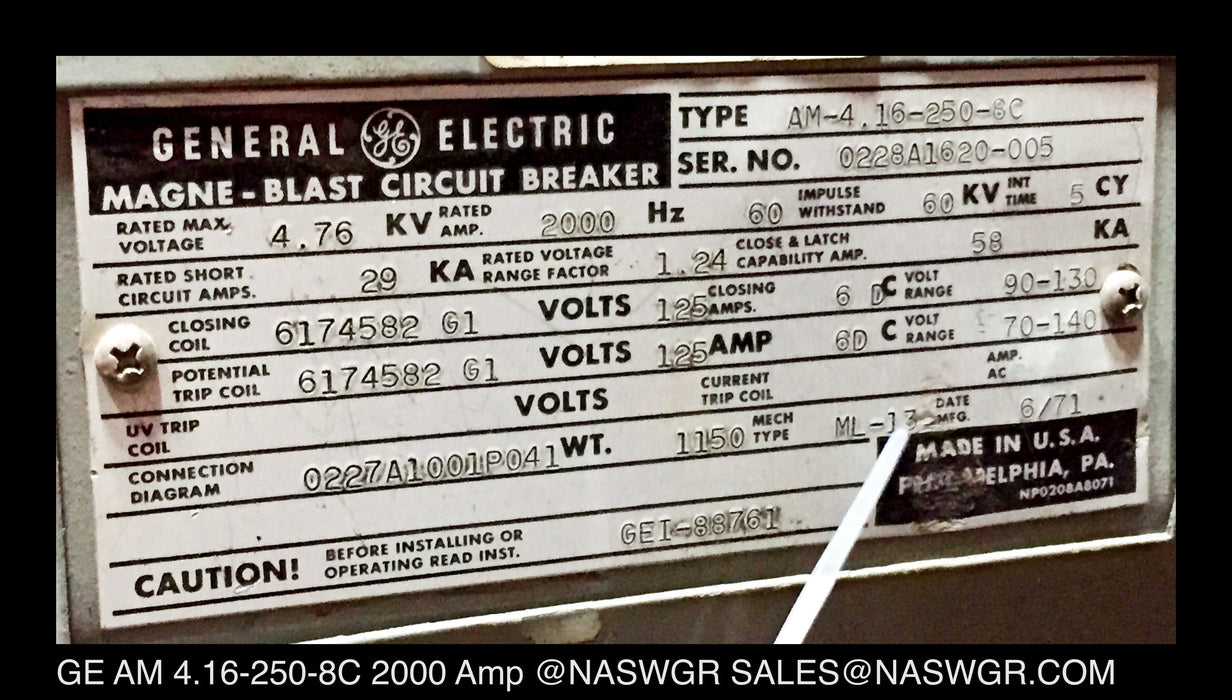 GENERAL GE ELECTRIC
MAGNE-BLAST CIRCUIT BREAKER
TYPE AM-4.16-250-8C
SER. NO. 0228A1620-005
RATED MAX. VOLTAGE 4.76 KV RATED AMP. 2000 Hz 60 IMPULSE WITHSTAND 60 KV INT TIME 5 CY
RATED SHORT CIRCUIT AMPS. 29 KA RATED VOLTAGE RANGE FACTOR 1.24 CLOSE & LATCH CAPABILITY AMP. 58 KA
CLOSING COIL 6174582 G1 VOLTS 125 CLOSING AMPS. 6 DC VOLT RANGE 90-130
POTENTIAL TRIP COIL 6174582 G1 VOLTS 125 AMP 6D C VOLT RANGE 70-140
UV TRIP COIL VOLTS CURRENT TRIP COIL AMP. AC
CONNECTION DIAGRAM 0227A1001P041 WT. 1150 MECH TYPE ML-13 DATE MFG. 6/71
MADE IN U.S.A.
PHILADELPHIA, PA.
NP0208A8071
CAUTION! BEFORE INSTALLING OR OPERATING READ INST. GEI-88761
GE AM 4.16-250-8C 2000 Amp @NASWGR SALES@NASWGR.COM